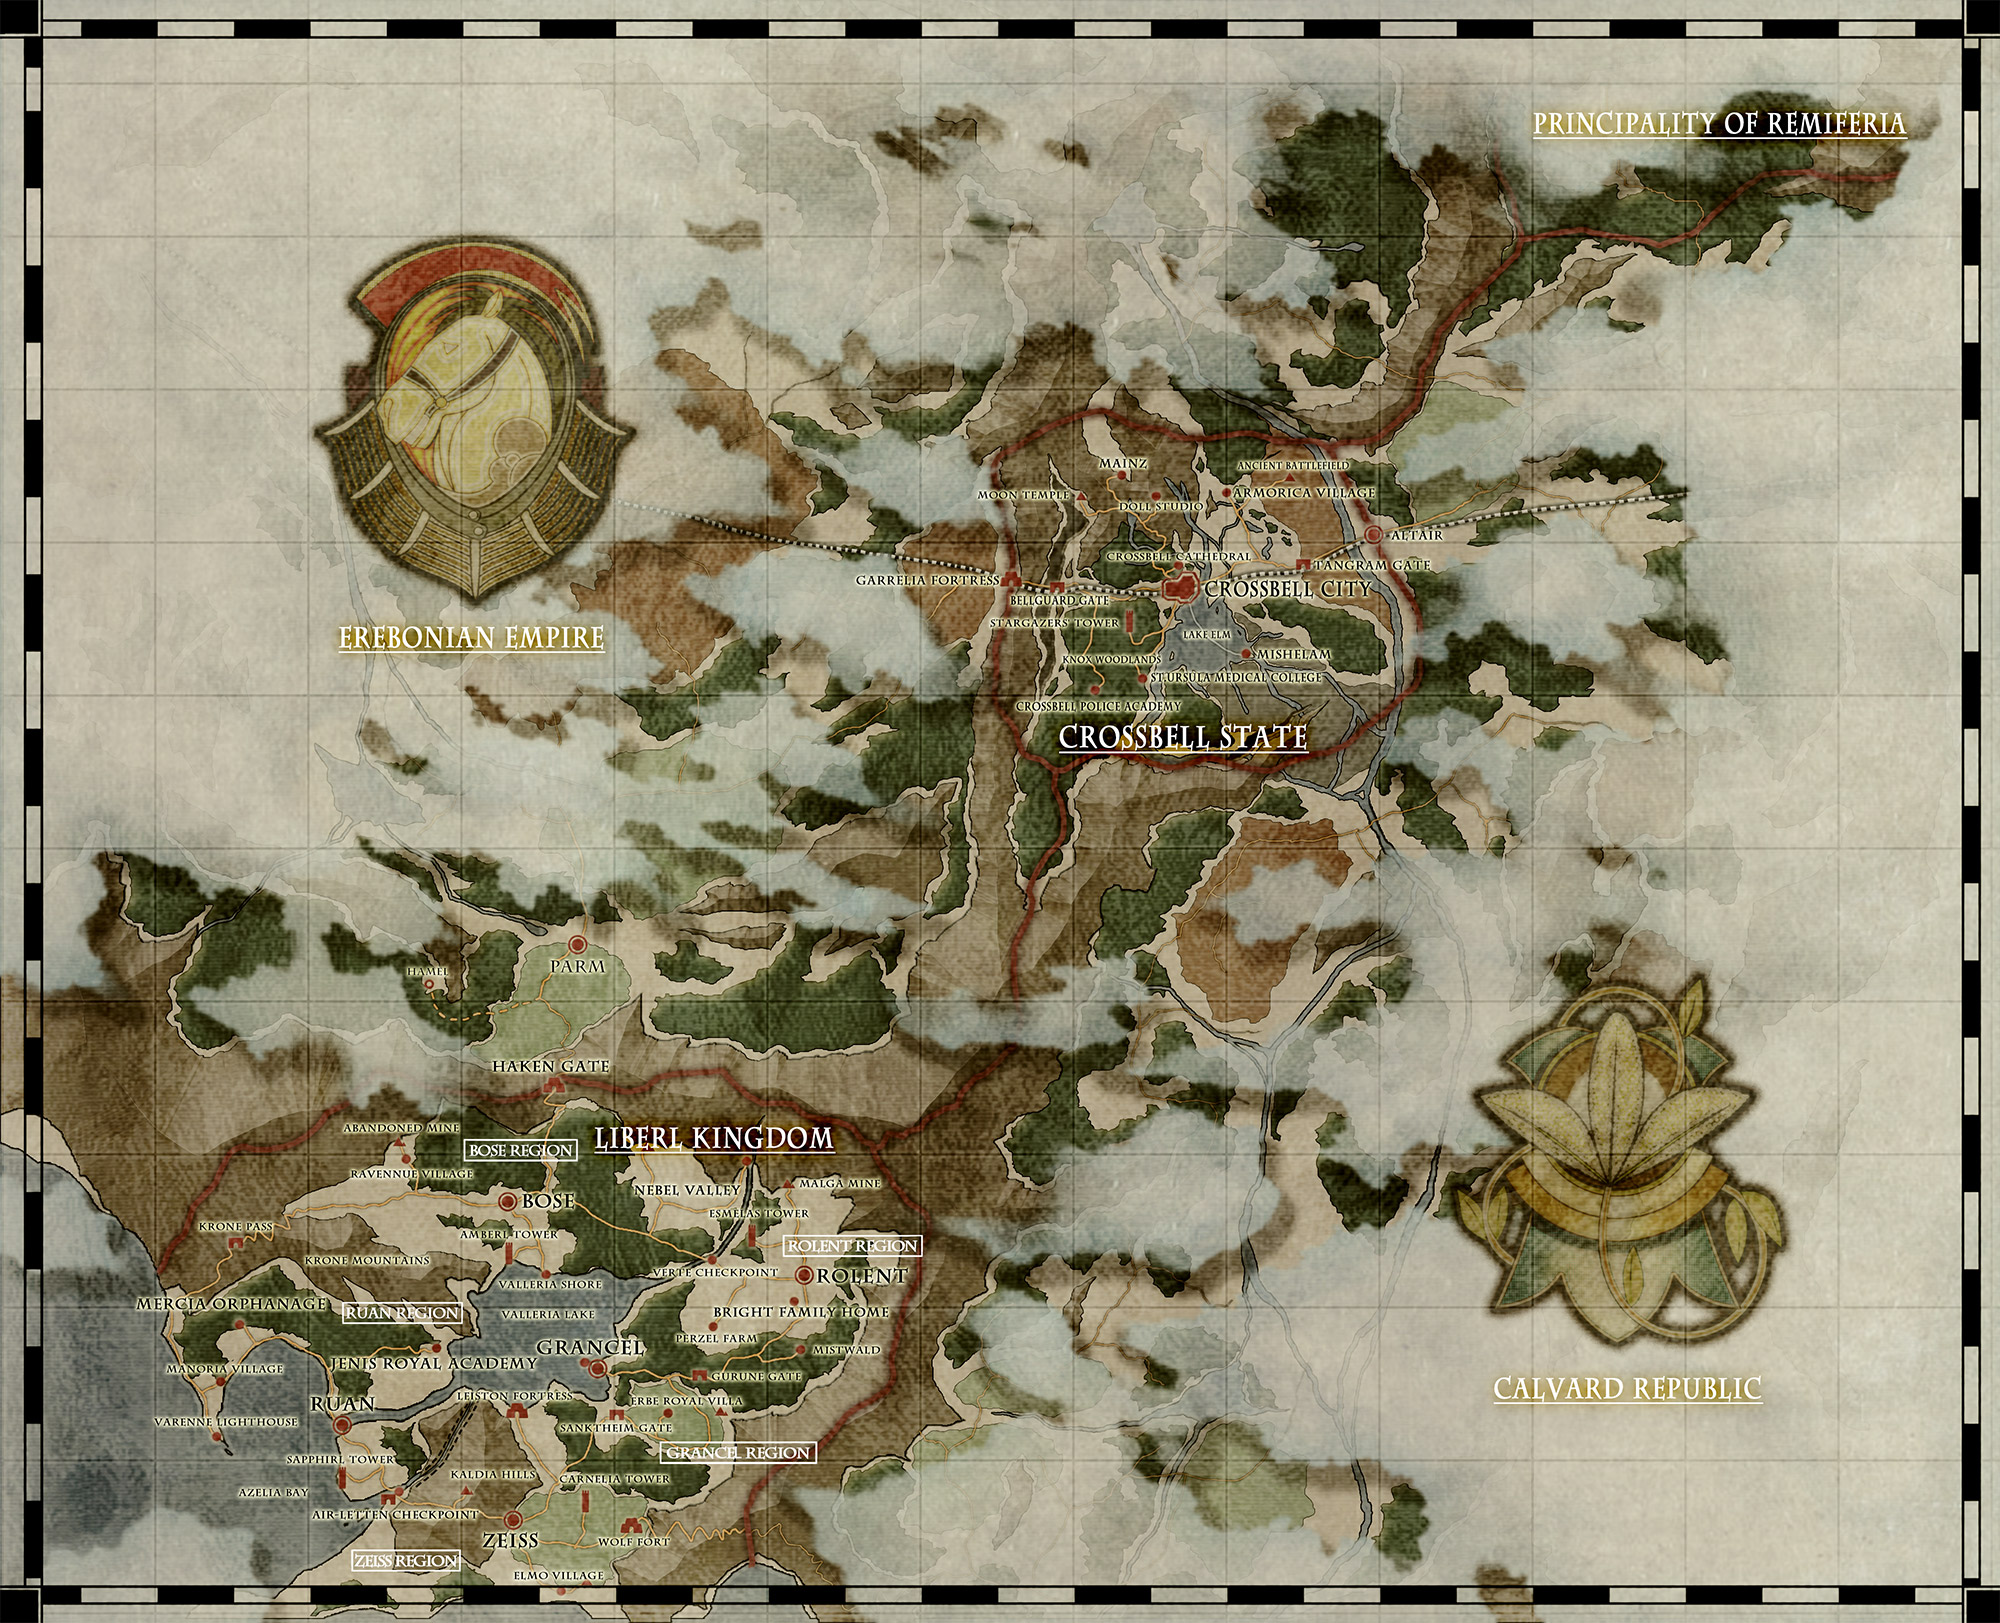 PRINCIPALITY OF REMIFERIA
MAINZ
ANCIENT BATTLEFIELD
MOON TEMPLE
ARMORICA VILLAGE
DOLL STUDIO
ALTAIR
CROSSBELL CATHEDRAL
TANGRAM GATE
GARRELIA FORTRESS
CROSSBELL CITY
BELLGUARD GATE
STARGAZERS' TOWER
LAKE ELM
EREBONIAN EMPIRE
KNOX WOODLANDS
MISHELAM
ST.URSULA MEDICAL COLLEGE
CROSSBELL POLICE ACADEMY
CROSSBELL STATE
PARM
HAMEL
HAKEN GATE
ABANDONED MINE
LIBERL KINGDOM
BOSE REGION
RAVENNUE VILLAGE
NEBEL VALLEY
MALGA MINE
BOSE
ESMELAS TOWER
KRONE PASS
AMBERL TOWER
ROLENT REGION
KRONE MOUNTAINS
VERTE CHECKPOINT
ROLENT
VALLERIA SHORE
MERCIA ORPHANAGE
RUAN REGION
VALLERIA LAKE
BRIGHT FAMILY HOME
PERZEL FARM
GRANCEL
MISTWALD
JENIS ROYAL ACADEMY
MANORIA VILLAGE
GURUNE GATE
CALVARD REPUBLIC
LEISTON FORTRESS
ERBE ROYAL VILLA
RUAN
VARENNE LIGHTHOUSE
SANKTHEIM GATE
GRANCEL REGION
SAPPHIRL TOWER
KALDIA HILLS
CARNELIA TOWER
AZELIA BAY
AIR-LETTEN CHECKPOINT
ZEISS
WOLF FORT
ZEISS REGION
ELMO VILLAGE